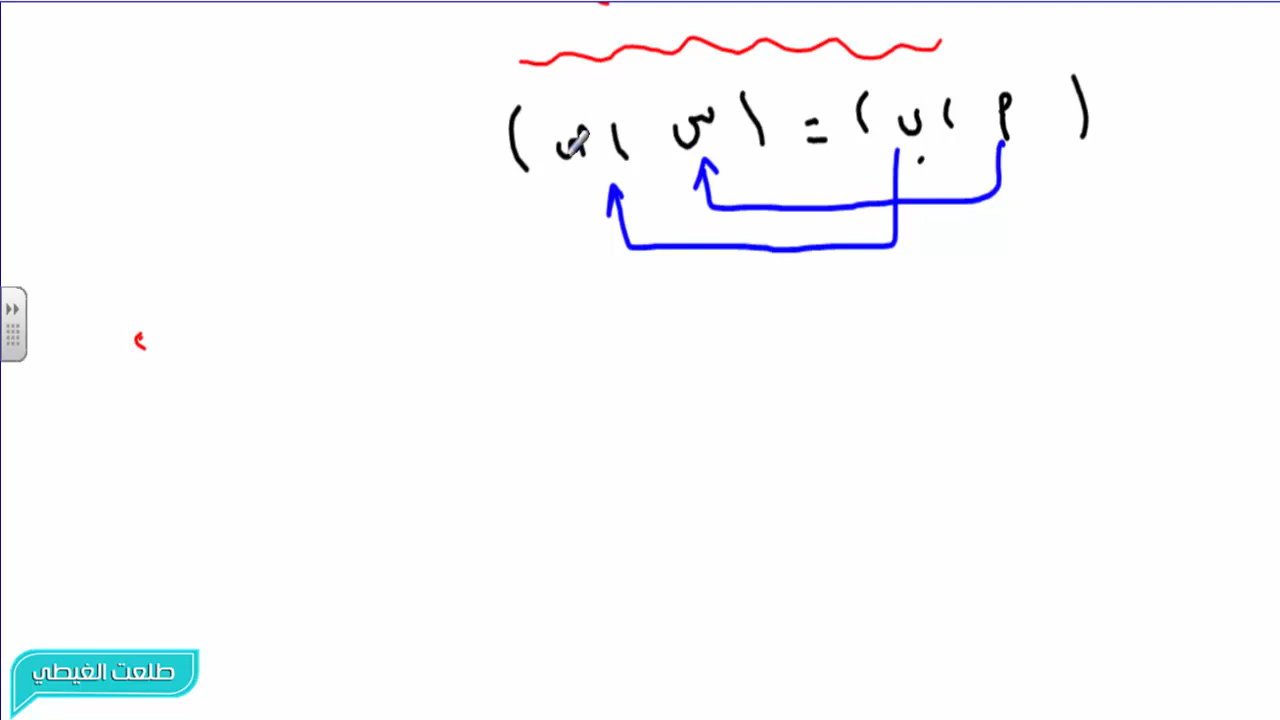 ( أ ، ب ) = ( س ، ص )
طلعت الغيطي